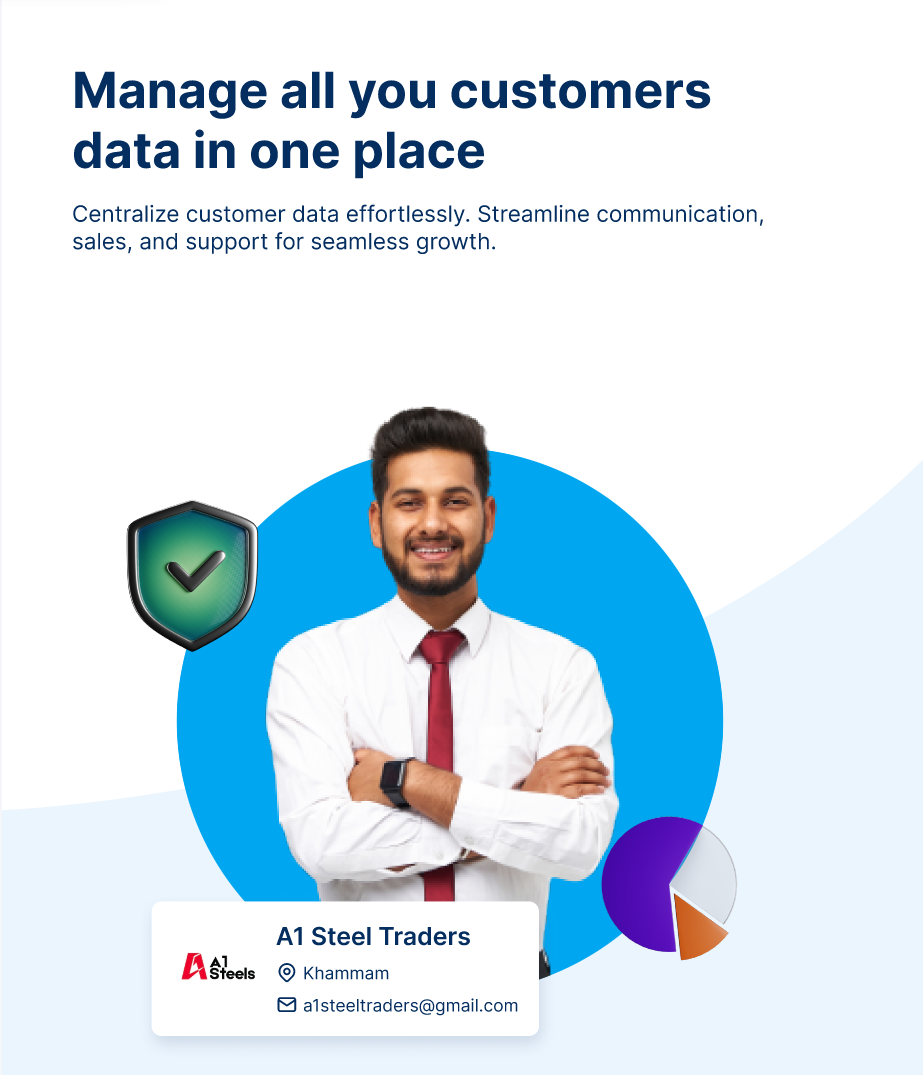 Manage all you customers
data in one place
Centralize customer data effortlessly. Streamline communication,
sales, and support for seamless growth.
A1
Steels
A1 Steel Traders
Khammam
a1steeltraders@gmail.com